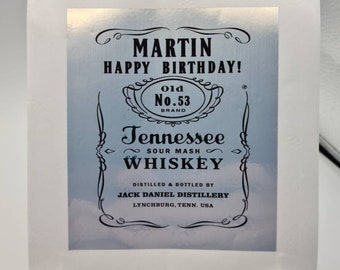 MARTIN
HAPPY BIRTHDAY!
Old
No.53
BRAND
Tennessee
SOUR MASH
WHISKEY
DISTILLED & BOTTLED BY
JACK DANIEL DISTILLERY
LYNCHBURG, TENN. USA